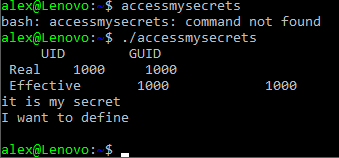 alex@Lenovo:~$ accessmysecrets
bash: accessmysecrets: command not found
alex@Lenovo:~$ ./accessmysecrets
UID GUID
Real 1000 1000
Effective 1000 1000
it is my secret
I want to define
alex@Lenovo:~$